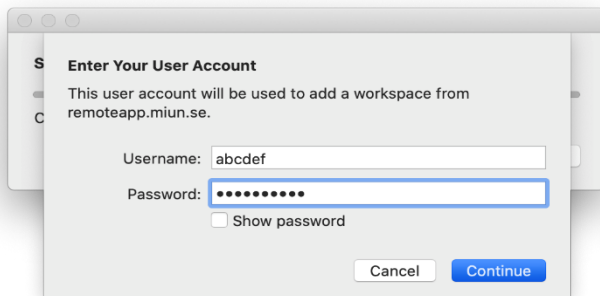 Enter Your User Account
This user account will be used to add a workspace from
remoteapp.miun.se.
Username: abcdef
Password: ••••••••••
Show password
Cancel Continue